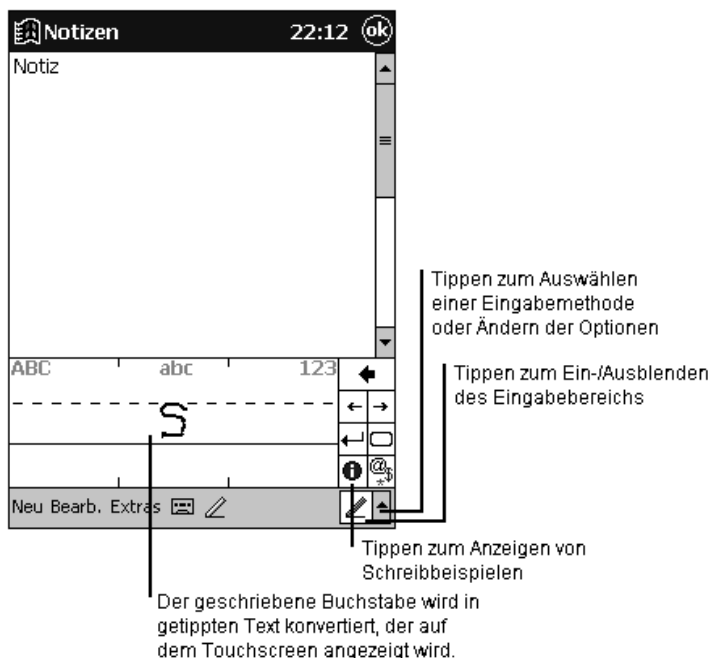 Notizen 22:12 ok
Notiz
Tippen zum Auswählen
einer Eingabemethode
oder Ändern der Optionen
ABC abc 123
Tippen zum Ein-/Ausblenden
des Eingabebereichs
S
@
*$
Neu Bearb. Extras
Tippen zum Anzeigen von
Schreibbeispielen
Der geschriebene Buchstabe wird in
getippten Text konvertiert, der auf
dem Touchscreen angezeigt wird.